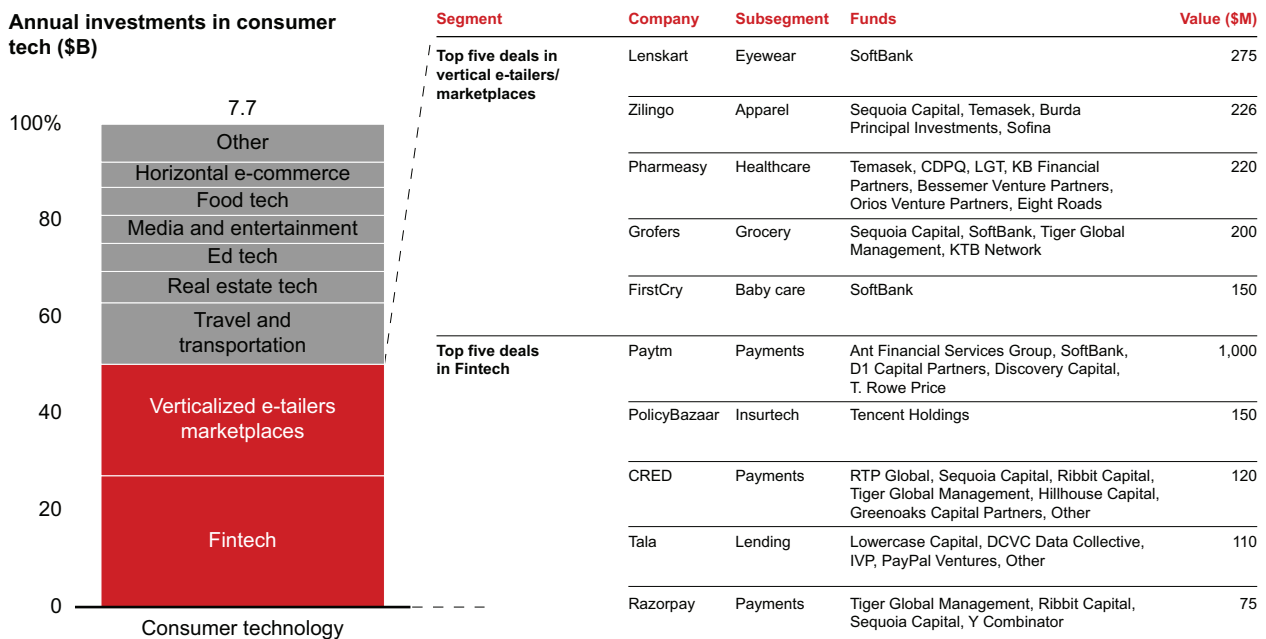 Annual investments in consumer
tech ($B)
7.7
100%
80
60
40
20
0
Other
Horizontal e-commerce
Food tech
Media and entertainment
Ed tech
Real estate tech
Travel and
transportation
Verticalized e-tailers
marketplaces
Fintech
Consumer technology
Segment Company Subsegment Funds Value ($M)
Top five deals in
vertical e-tailers/
marketplaces
Lenskart Eyewear SoftBank 275
Zilingo Apparel Sequoia Capital, Temasek, Burda
Principal Investments, Sofina 226
Pharmeasy Healthcare Temasek, CDPQ, LGT, KB Financial
Partners, Bessemer Venture Partners,
Orios Venture Partners, Eight Roads 220
Grofers Grocery Sequoia Capital, SoftBank, Tiger Global
Management, KTB Network 200
FirstCry Baby care SoftBank 150
Top five deals
in Fintech
Paytm Payments Ant Financial Services Group, SoftBank,
D1 Capital Partners, Discovery Capital,
T. Rowe Price 1,000
PolicyBazaar Insurtech Tencent Holdings 150
CRED Payments RTP Global, Sequoia Capital, Ribbit Capital,
Tiger Global Management, Hillhouse Capital,
Greenoaks Capital Partners, Other 120
Tala Lending Lowercase Capital, DCVC Data Collective,
IVP, PayPal Ventures, Other 110
Razorpay Payments Tiger Global Management, Ribbit Capital,
Sequoia Capital, Y Combinator 75